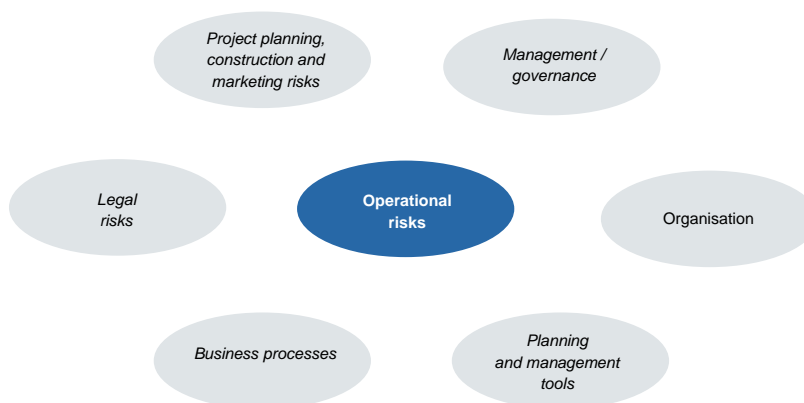 Project planning,
construction and
marketing risks
Management /
governance
Legal
risks
Operational
risks
Organisation
Business processes
Planning
and management
tools